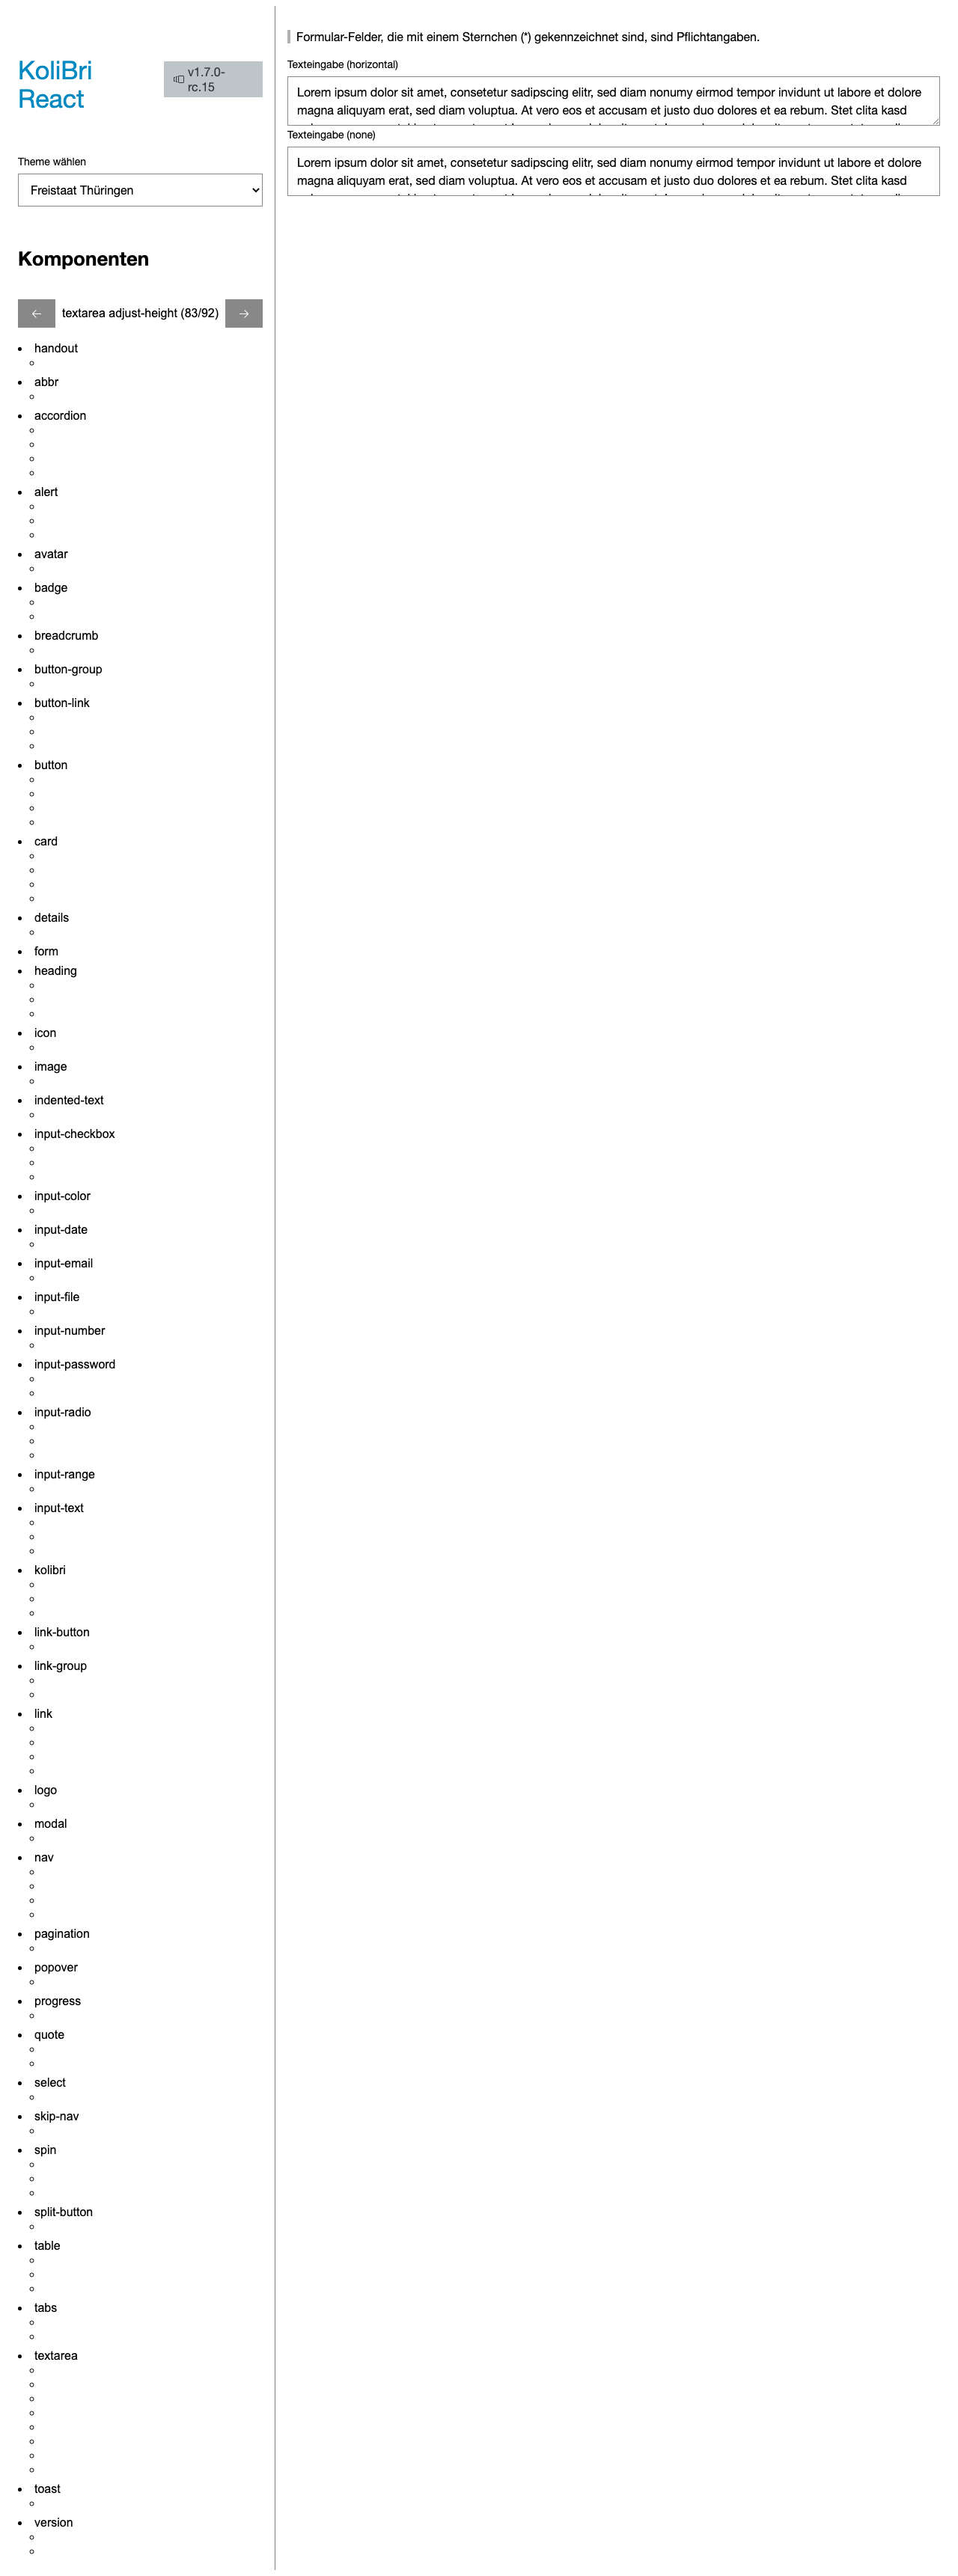 KoliBri
React
v1.7.0-
rc.15
Theme wählen
Freistaat Thüringen
Komponenten
textarea adjust-height (83/92)
handout
abbr
accordion
alert
avatar
badge
breadcrumb
button-group
button-link
button
card
details
form
heading
icon
image
indented-text
input-checkbox
input-color
input-date
input-email
input-file
input-number
input-password
input-radio
input-range
input-text
kolibri
link-button
link-group
link
logo
modal
nav
pagination
popover
progress
quote
select
skip-nav
spin
split-button
table
tabs
textarea
toast
version
Formular-Felder, die mit einem Sternchen (*) gekennzeichnet sind, sind Pflichtangaben.
Texteingabe (horizontal)
Lorem ipsum dolor sit amet, consetetur sadipscing elitr, sed diam nonumy eirmod tempor invidunt ut labore et dolore
magna aliquyam erat, sed diam voluptua. At vero eos et accusam et justo duo dolores et ea rebum. Stet clita kasd
Texteingabe (none)
Lorem ipsum dolor sit amet, consetetur sadipscing elitr, sed diam nonumy eirmod tempor invidunt ut labore et dolore
magna aliquyam erat, sed diam voluptua. At vero eos et accusam et justo duo dolores et ea rebum. Stet clita kasd